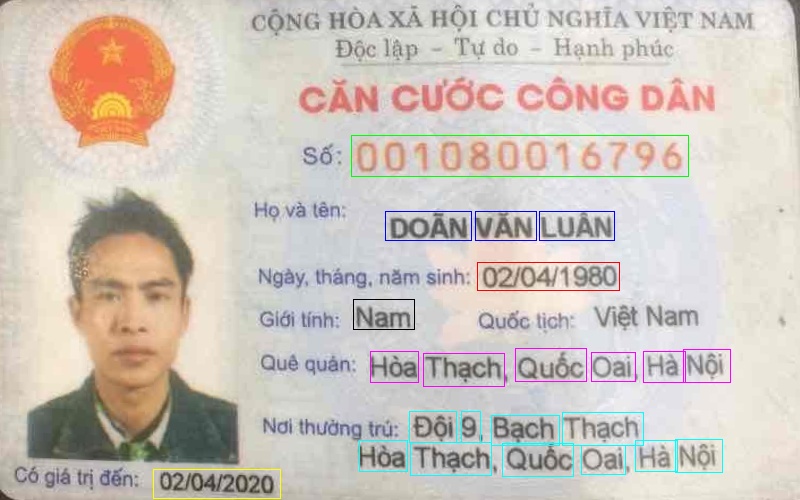 CỘNG HÒA XÃ HỘI CHỦ NGHĨA VIỆT NAM
Độc lập - Tự do - Hạnh phúc
CĂN CƯỚC CÔNG DÂN
Số: 001080016796
Họ và tên:
DOÃN VĂN LUÂN
Ngày, tháng, năm sinh: 02/04/1980
Giới tính: Nam Quốc tịch: Việt Nam
Quê quán: Hòa Thạch, Quốc Oai, Hà Nội
Nơi thường trú: Đội 9, Bạch Thạch
Hòa Thạch, Quốc Oai, Hà Nội
Có giá trị đến: 02/04/2020